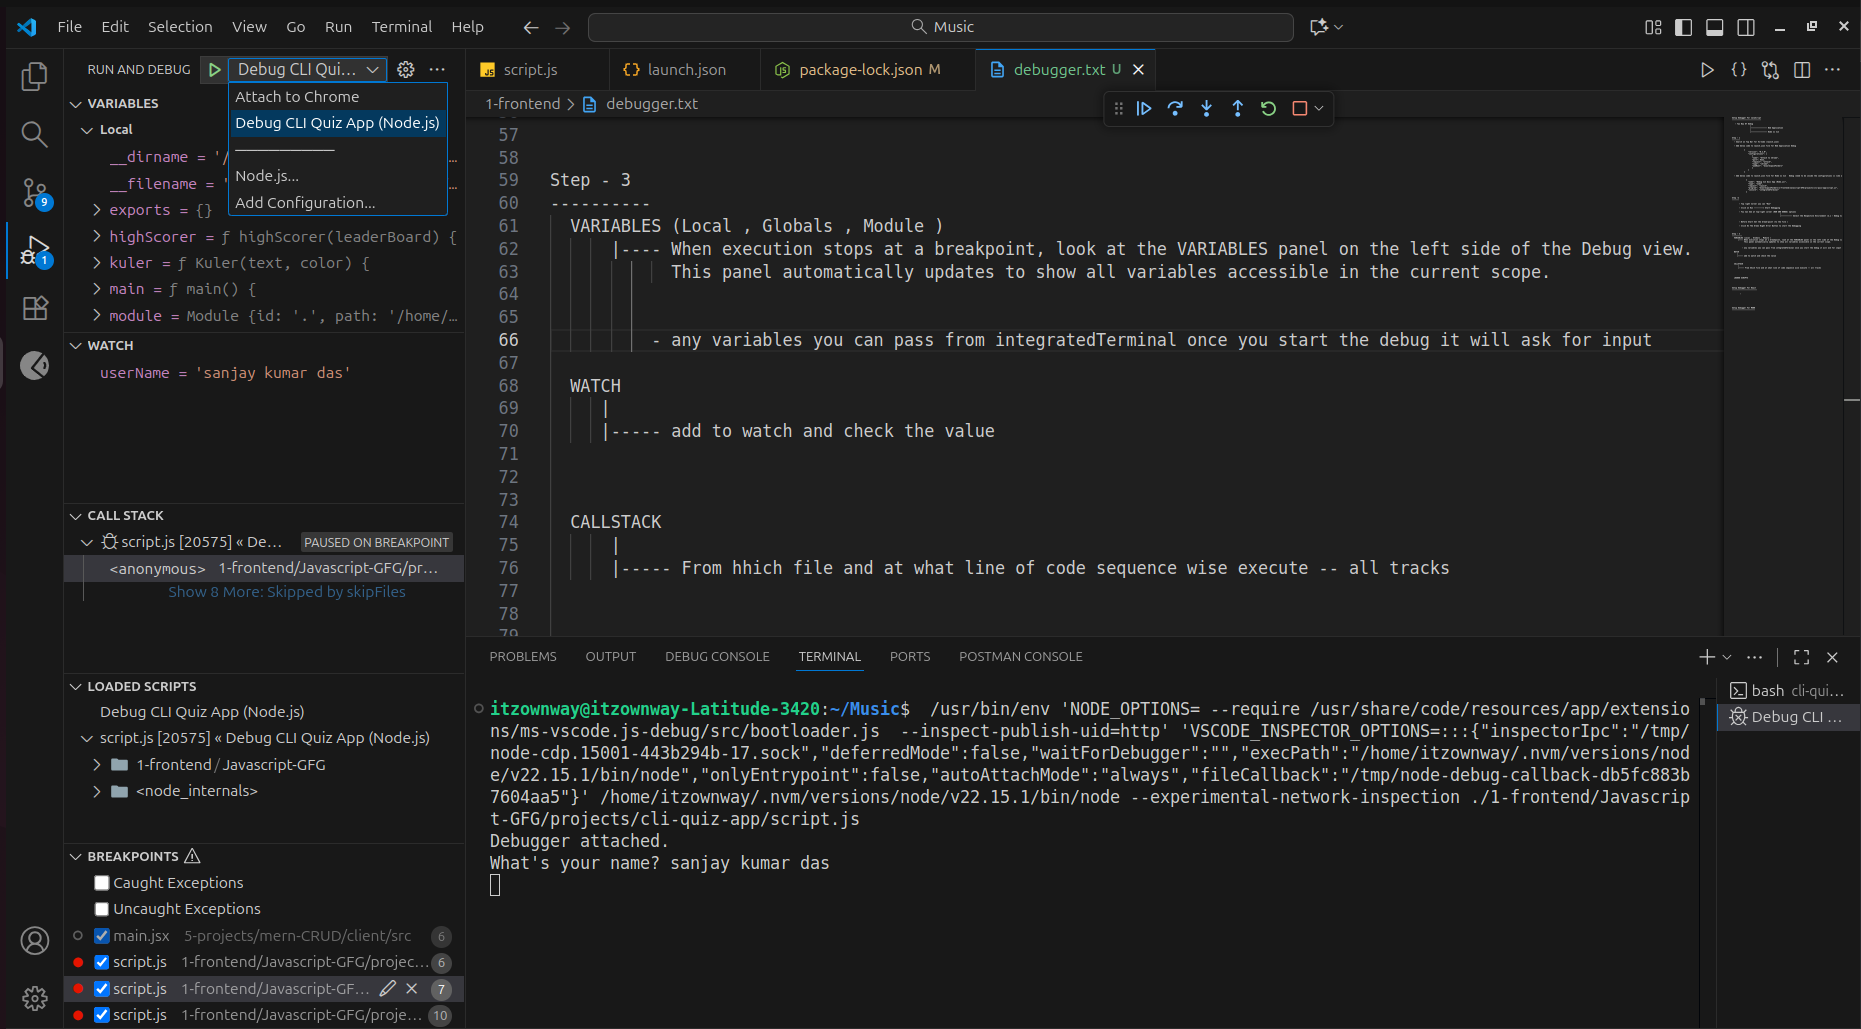 File Edit Selection View Go Run Terminal Help
Music
RUN AND DEBUG
Debug CLI Qui...
Attach to Chrome
Debug CLI Quiz App (Node.js)
Node.js...
Add Configuration...
VARIABLES
Local
__dirname = '/
__filename = '
exports = {}
highScorer = ƒ highScorer(leaderBoard) {
kuler = ƒ Kuler(text, color) {
main = ƒ main() {
module = Module {id: '.', path: '/home/...
WATCH
userName = 'sanjay kumar das'
CALL STACK
script.js [20575] « De... PAUSED ON BREAKPOINT
<anonymous> 1-frontend/Javascript-GFG/pr...
Show 8 More: Skipped by skipFiles
LOADED SCRIPTS
Debug CLI Quiz App (Node.js)
script.js [20575] « Debug CLI Quiz App (Node.js)
1-frontend / Javascript-GFG
<node_internals>
BREAKPOINTS
Caught Exceptions
Uncaught Exceptions
main.jsx 5-projects/mern-CRUD/client/src 6
script.js 1-frontend/Javascript-GFG/projec... 6
script.js 1-frontend/Javascript-GF... 7
script.js 1-frontend/Javascript-GFG/proje... 10
9
1
script.js launch.json package-lock.json M debugger.txt U
1-frontend > debugger.txt
57
58
59 Step - 3
60 ----------
61 VARIABLES (Local , Globals , Module )
62 |---- When execution stops at a breakpoint, look at the VARIABLES panel on the left side of the Debug view.
63 This panel automatically updates to show all variables accessible in the current scope.
64
65
66 - any variables you can pass from integratedTerminal once you start the debug it will ask for input
67
68 WATCH
69 |
70 |----- add to watch and check the value
71
72
73
74 CALLSTACK
75 |
76 |----- From hhich file and at what line of code sequence wise execute -- all tracks
77
78
79
PROBLEMS OUTPUT DEBUG CONSOLE TERMINAL PORTS POSTMAN CONSOLE
itzownway@itzownway-Latitude-3420:~/Music$ /usr/bin/env 'NODE_OPTIONS= --require /usr/share/code/resources/app/extensio
n/ms-vscode.js-debug/src/bootloader.js --inspect-publish-uid=http' 'VSCODE_INSPECTOR_OPTIONS=:::{"inspectorIpc":"/tmp/
node-cdp.15001-443b294b-17.sock","deferredMode":false,"waitForDebugger":"","execPath":"/home/itzownway/.nvm/versions/nod
e/v22.15.1/bin/node","onlyEntrypoint":false,"autoAttachMode":"always","fileCallback":"/tmp/node-debug-callback-db5fc883b
7604aa5"}' /home/itzownway/.nvm/versions/node/v22.15.1/bin/node --experimental-network-inspection ./1-frontend/Javascrip
t-GFG/projects/cli-quiz-app/script.js
Debugger attached.
What's your name? sanjay kumar das
bash cli-qui...
Debug CLI ...